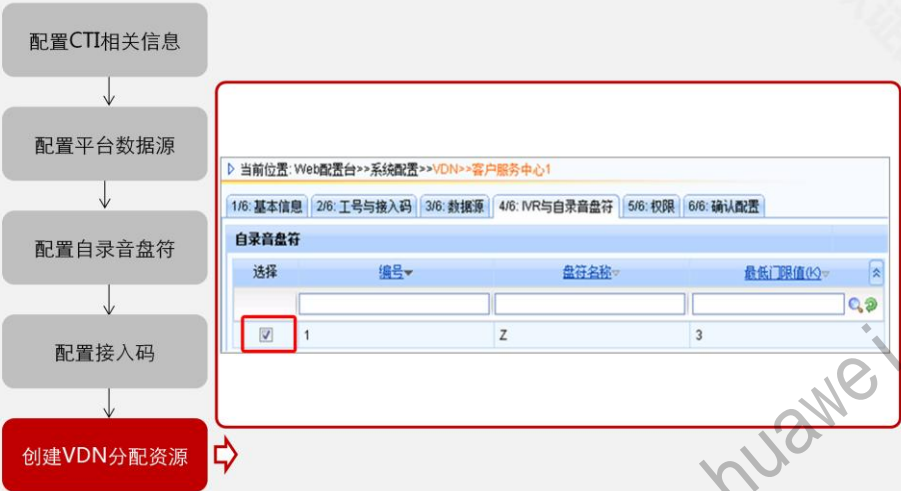 配置CTI相关信息
配置平台数据源
配置自录音盘符
配置接入码
创建VDN分配资源
当前位置: Web配置台>>系统配置>>VDN>>客户服务中心1
1/6: 基本信息 2/6: 工号与接入码 3/6: 数据源 4/6: IVR与自录音盘符 5/6: 权限 6/6: 确认配置
自录音盘符
选择 编号 盘符名称 最低门限值(K)
1 Z 3
huawei